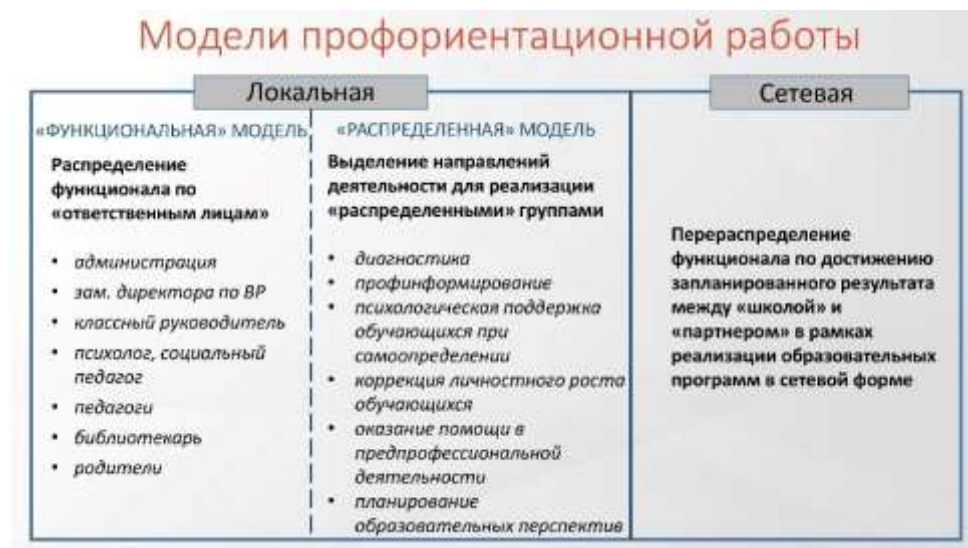 Модели профориентационной работы
Локальная
«ФУНКЦИОНАЛЬНАЯ» МОДЕЛЬ
Распределение
функционала по
«ответственным лицам»
• администрация
• зам. директора по ВР
• классный руководитель
• психолог, социальный
педагог
• педагоги
• библиотекарь
• родители
«РАСПРЕДЕЛЕННАЯ» МОДЕЛЬ
Выделение направлений
деятельности для реализации
«распределенными» группами
• диагностика
• профинформирование
• психологическая поддержка
обучающихся при
самоопределении
• коррекция личностного роста
обучающихся
• оказание помощи в
предпрофессиональной
деятельности
• планирование
образовательных перспектив
Сетевая
Перераспределение
функционала по достижению
запланированного результата
между «школой» и
«партнером» в рамках
реализации образовательных
программ в сетевой форме